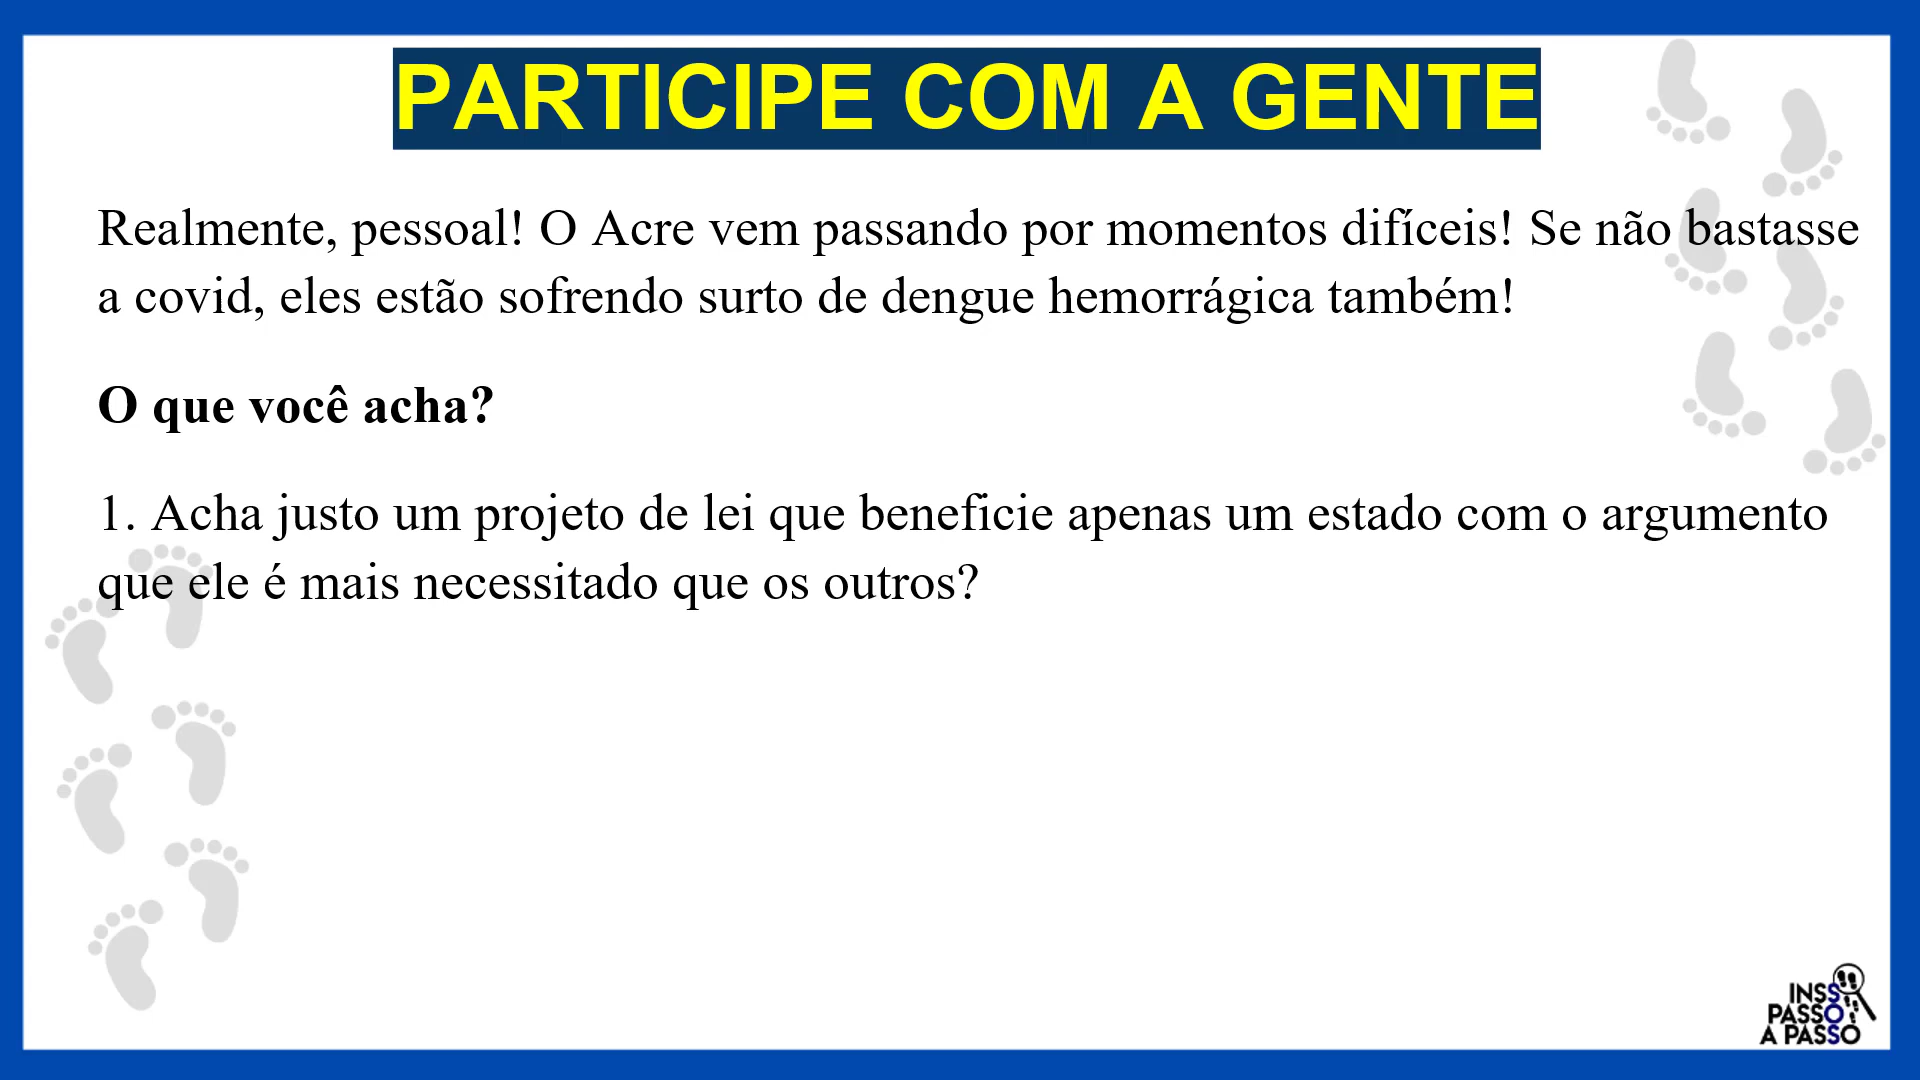 PARTICIPE COM A GENTE
Realmente, pessoal! O Acre vem passando por momentos difíceis! Se não bastasse
a covid, eles estão sofrendo surto de dengue hemorrágica também!
O que você acha?
1. Acha justo um projeto de lei que beneficie apenas um estado com o argumento
que ele é mais necessitado que os outros?
INSS
PASSO
A PASSO